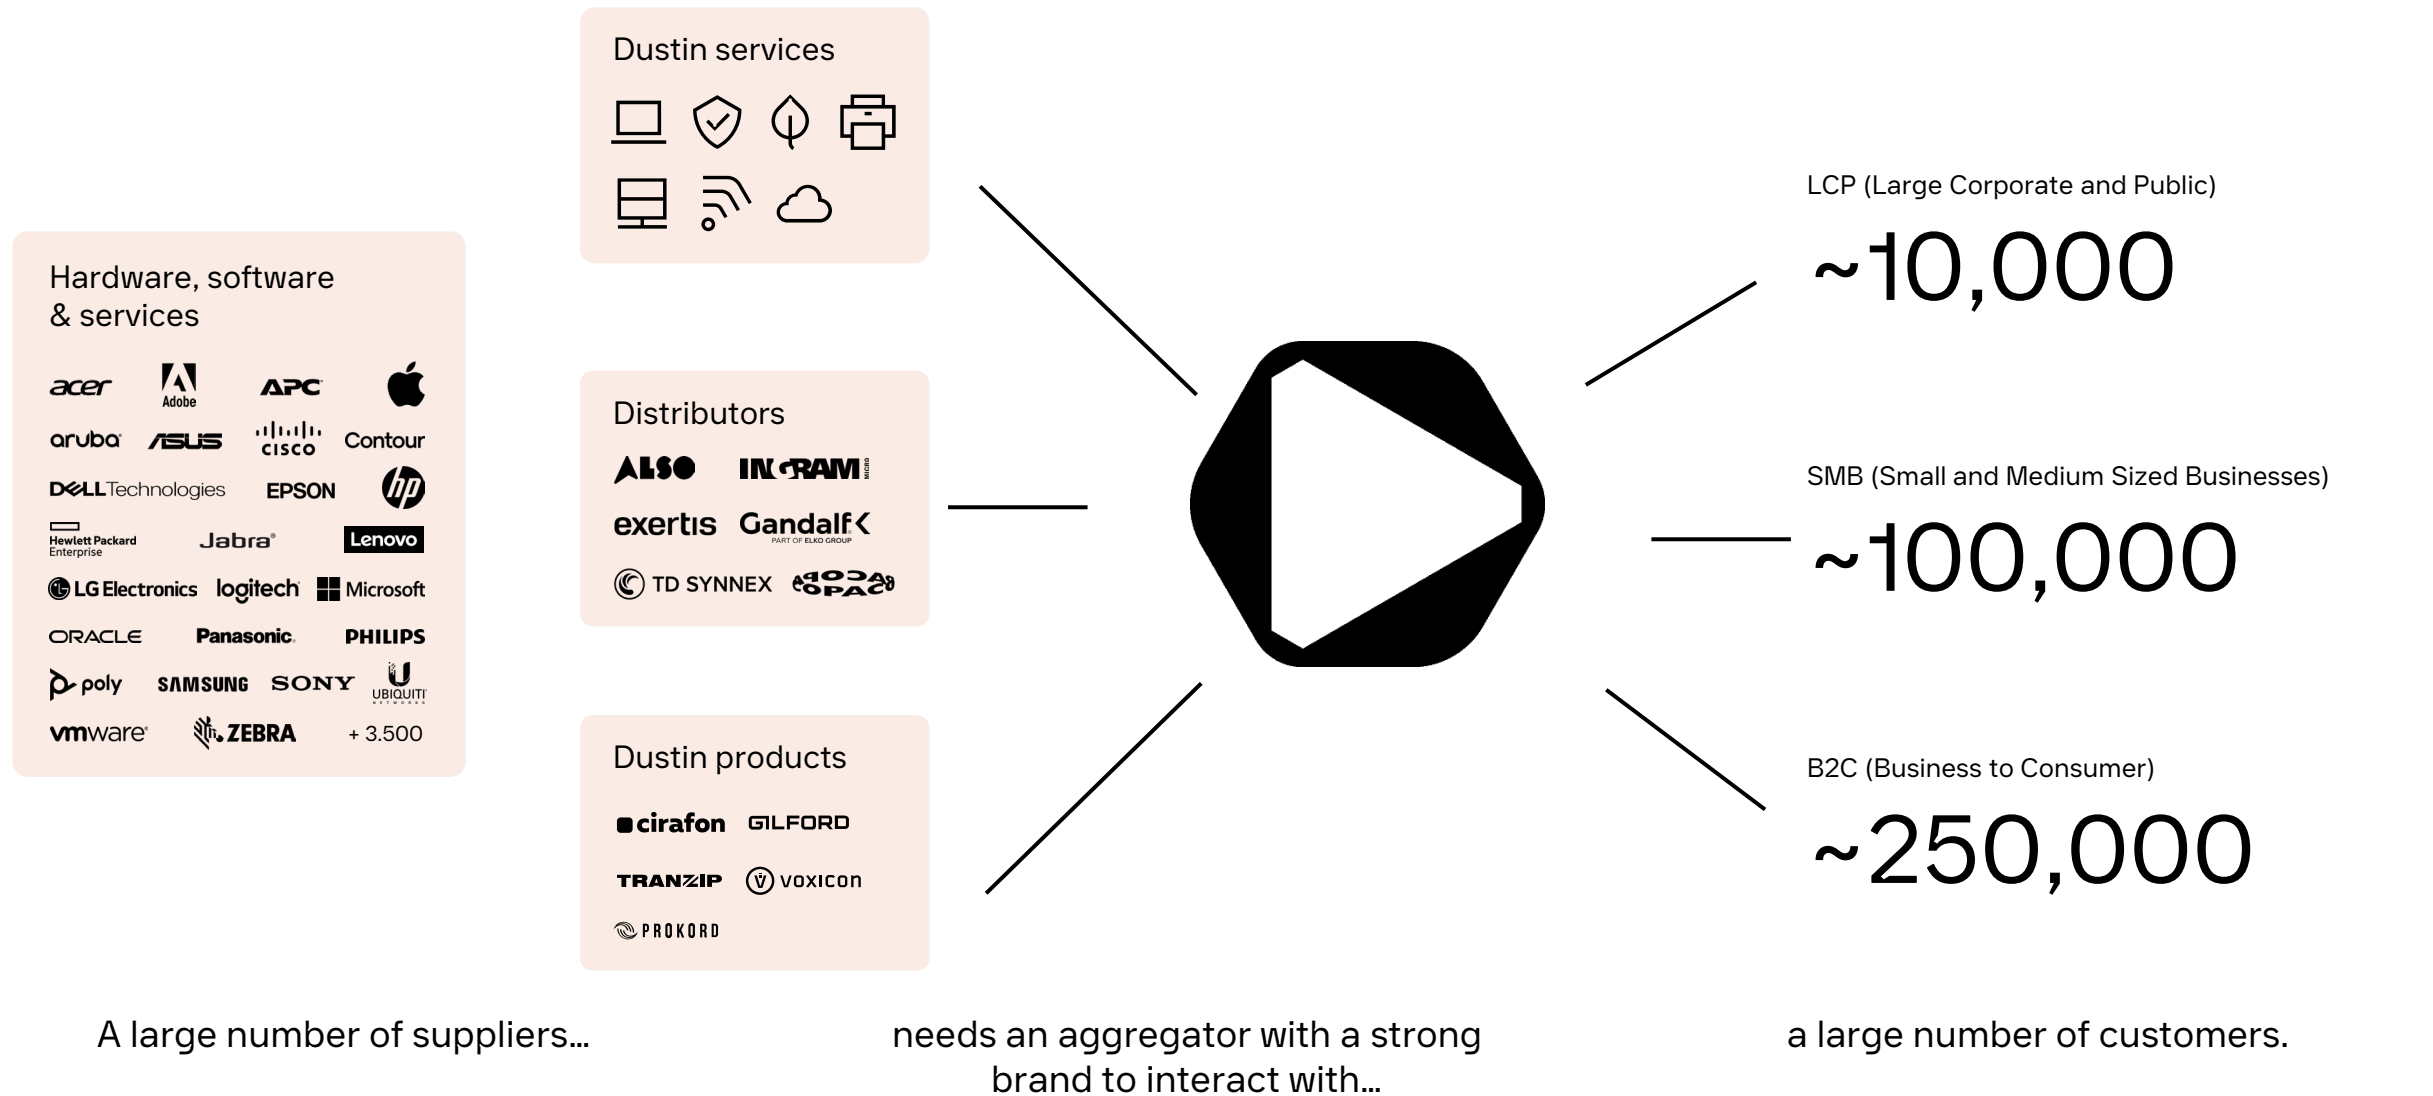 Dustin services
Hardware, software
& services
acer
Adobe
APC
aruba
ASUS
CISCO
Contour
DELLTechnologies
EPSON
hp
Hewlett Packard
Enterprise
Jabra®
Lenovo
LG Electronics
logitech
Microsoft
ORACLE
Panasonic
PHILIPS
poly
SAMSUNG
SONY
U
UBIQUITI
NETWORKS
vmware®
ZEBRA
+ 3.500
Distributors
ALSO
INGRAM MICRO
exertis
Gandalf
PART OF ELKO GROUP
TD SYNNEX
Dustin products
cirafon
GILFORD
TRANZIP
VOXICON
PROKORD
LCP (Large Corporate and Public)
~10,000
SMB (Small and Medium Sized Businesses)
~100,000
B2C (Business to Consumer)
~250,000
A large number of suppliers...
needs an aggregator with a strong
brand to interact with...
a large number of customers.